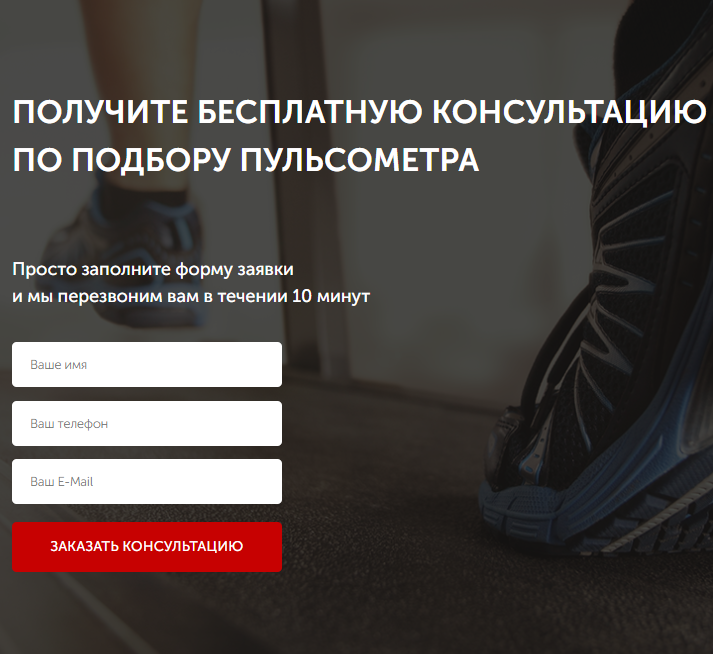 ПОЛУЧИТЕ БЕСПЛАТНУЮ КОНСУЛЬТАЦИЮ
ПО ПОДБОРУ ПУЛЬСОМЕТРА
Просто заполните форму заявки
и мы перезвоним вам в течении 10 минут
Ваше имя
Ваш телефон
Ваш E-Mail
ЗАКАЗАТЬ КОНСУЛЬТАЦИЮ